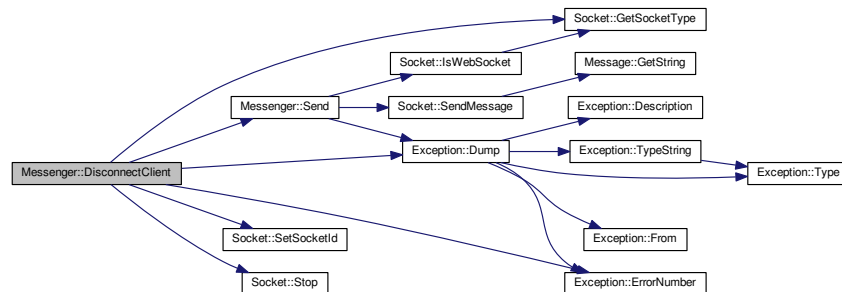 Socket::GetSocketType
Socket::IsWebSocket
Message::GetString
Messenger::Send
Socket::SendMessage
Exception::Description
Exception::Dump
Exception::TypeString
Messenger::DisconnectClient
Exception::Type
Socket::SetSocketId
Exception::From
Socket::Stop
Exception::ErrorNumber